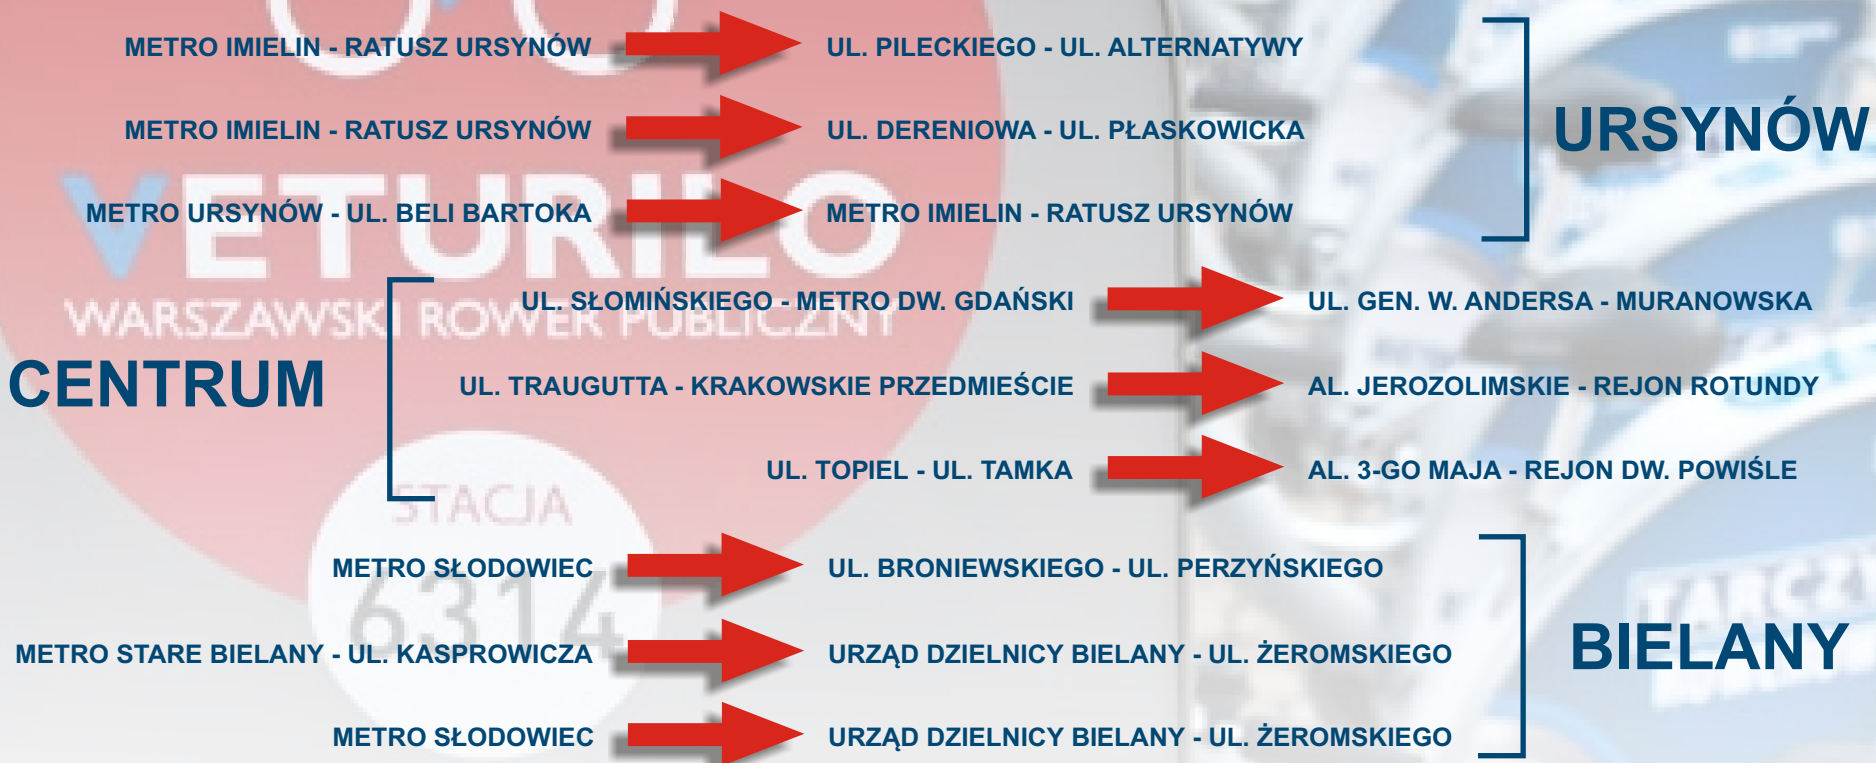 METRO IMIELIN - RATUSZ URSYNÓW UL. PILECKIEGO - UL. ALTERNATYWY
METRO IMIELIN - RATUSZ URSYNÓW UL. DERENIOWA - UL. PŁASKOWICKA
METRO URSYNÓW - UL. BELI BARTOKA METRO IMIELIN - RATUSZ URSYNÓW
URSYNÓW
VETURILO
WARSZAWSKI ROWER PUBLICZNY
CENTRUM
UL. SŁOMIŃSKIEGO - METRO DW. GDAŃSKI UL. GEN. W. ANDERSA - MURANOWSKA
UL. TRAUGUTTA - KRAKOWSKIE PRZEDMIEŚCIE AL. JEROZOLIMSKIE - REJON ROTUNDY
UL. TOPIEL - UL. TAMKA AL. 3-GO MAJA - REJON DW. POWIŚLE
STACJA
6314
METRO SŁODOWIEC UL. BRONIEWSKIEGO - UL. PERZYŃSKIEGO
METRO STARE BIELANY - UL. KASPROWICZA URZĄD DZIELNICY BIELANY - UL. ŻEROMSKIEGO
METRO SŁODOWIEC URZĄD DZIELNICY BIELANY - UL. ŻEROMSKIEGO
BIELANY